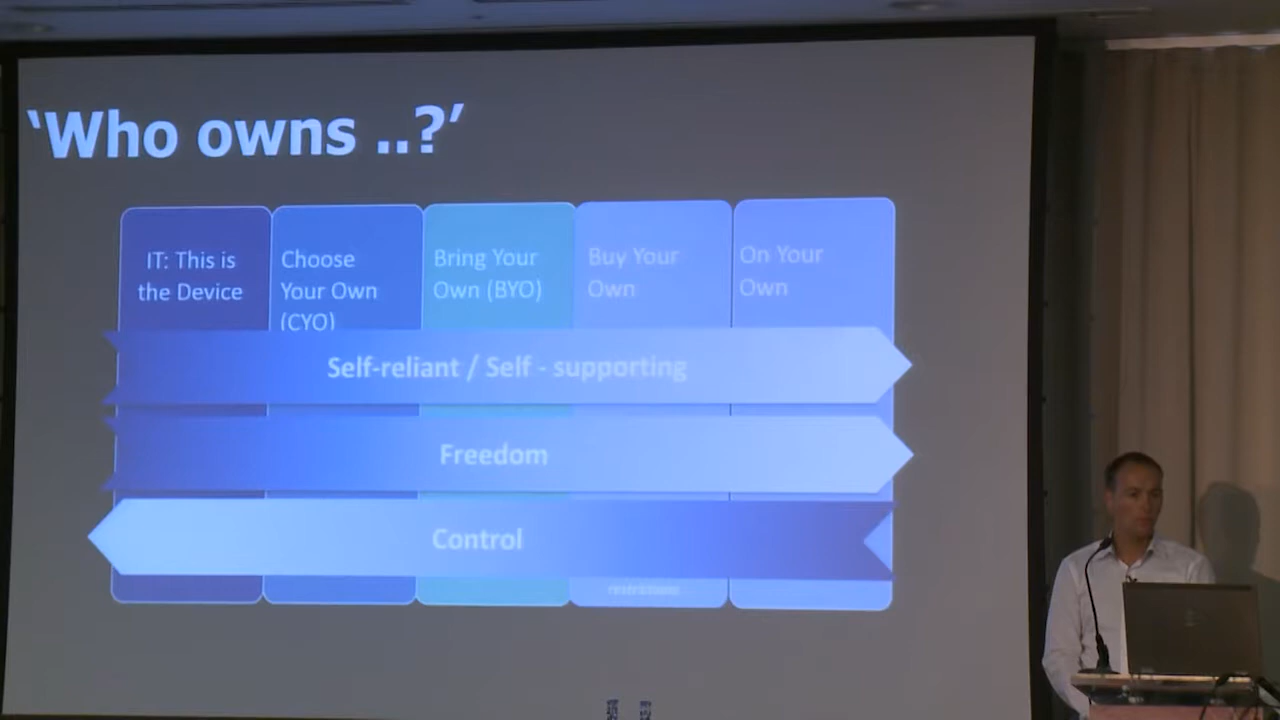 ‘Who owns ..?’
IT: This is
the Device
Choose
Your Own
(CYO)
Bring Your
Own (BYO)
Buy Your
Own
On Your
Own
Self-reliant / Self - supporting
Freedom
Control